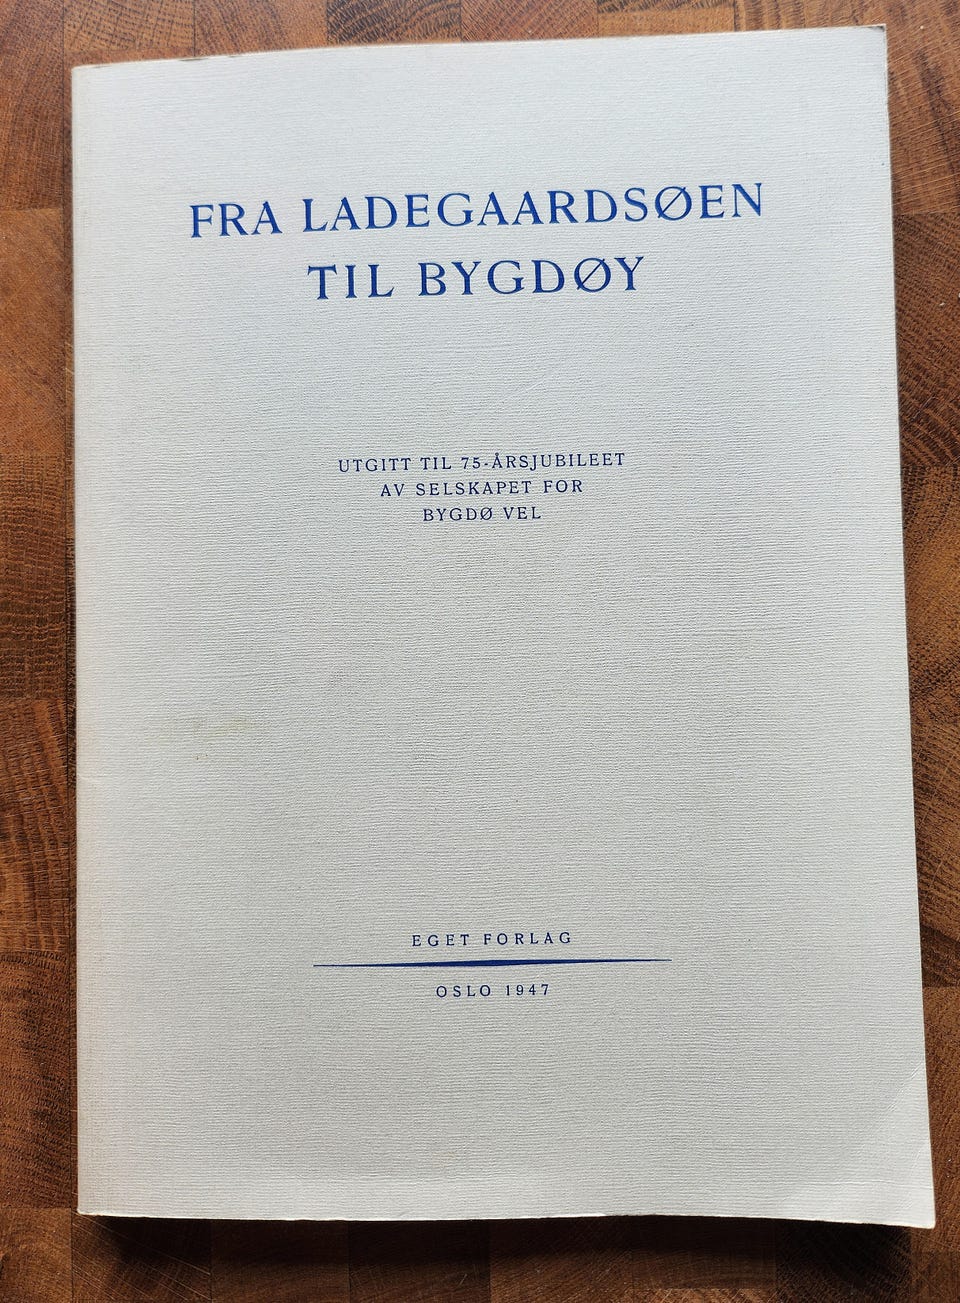 FRA LADEGAARDSØEN
TIL BYGDØY
UTGITT TIL 75-ÅRSJUBILEET
AV SELSKAPET FOR
BYGDØ VEL
EGET FORLAG
OSLO 1947